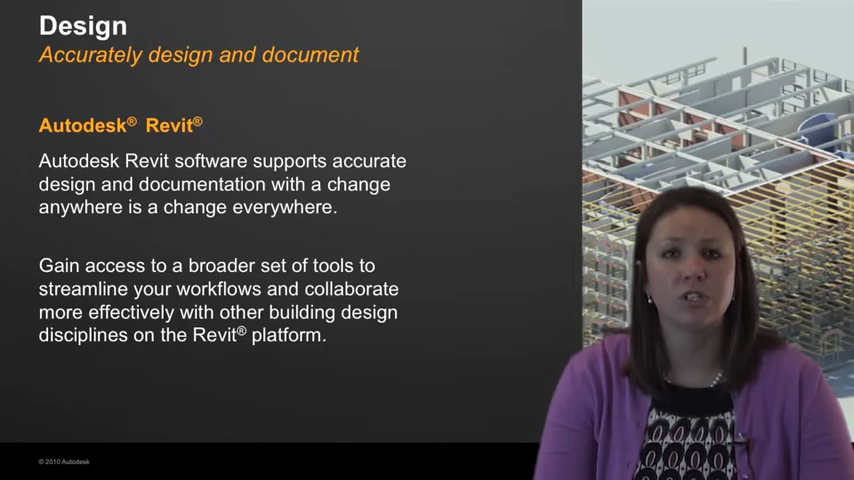 Design
Accurately design and document
Autodesk® Revit®
Autodesk Revit software supports accurate
design and documentation with a change
anywhere is a change everywhere.
Gain access to a broader set of tools to
streamline your workflows and collaborate
more effectively with other building design
disciplines on the Revit® platform.
© 2010 Autodesk